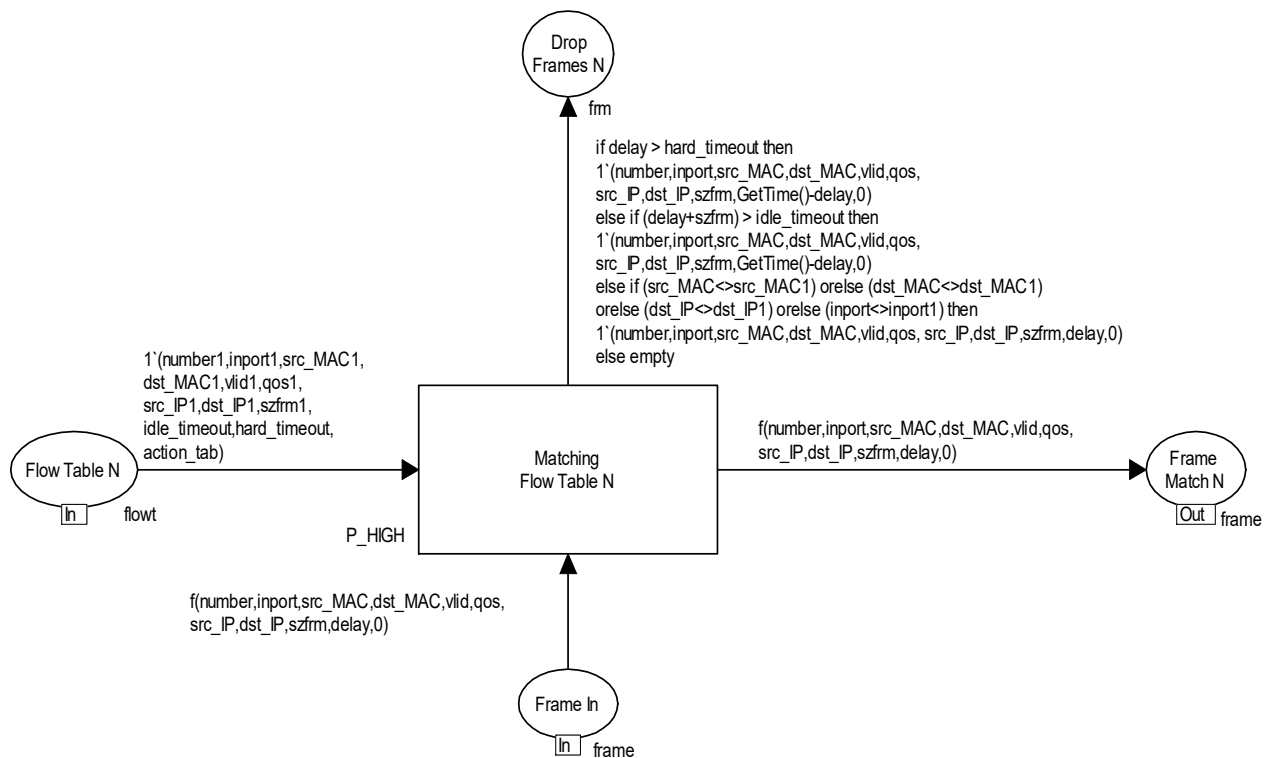 Drop
Frames N
frm
if delay > hard_timeout then
1`(number,inport,src_MAC,dst_MAC,vlid,qos,
src_IP,dst_IP,szfrm,GetTime()-delay,0)
else if (delay+szfrm) > idle_timeout then
1`(number,inport,src_MAC,dst_MAC,vlid,qos,
src_IP,dst_IP,szfrm,GetTime()-delay,0)
else if (src_MAC<>src_MAC1) orelse (dst_MAC<>dst_MAC1)
orelse (dst_IP<>dst_IP1) orelse (inport<>inport1) then
1`(number,inport,src_MAC,dst_MAC,vlid,qos, src_IP,dst_IP,szfrm,delay,0)
else empty
1`(number1,inport1,src_MAC1,
dst_MAC1,vlid1,qos1,
src_IP1,dst_IP1,szfrm1,
idle_timeout,hard_timeout,
action_tab)
Flow Table N
In
flowt
Matching
Flow Table N
P_HIGH
f(number,inport,src_MAC,dst_MAC,vlid,qos,
src_IP,dst_IP,szfrm,delay,0)
Frame
Match N
Out
frame
f(number,inport,src_MAC,dst_MAC,vlid,qos,
src_IP,dst_IP,szfrm,delay,0)
Frame In
In
frame